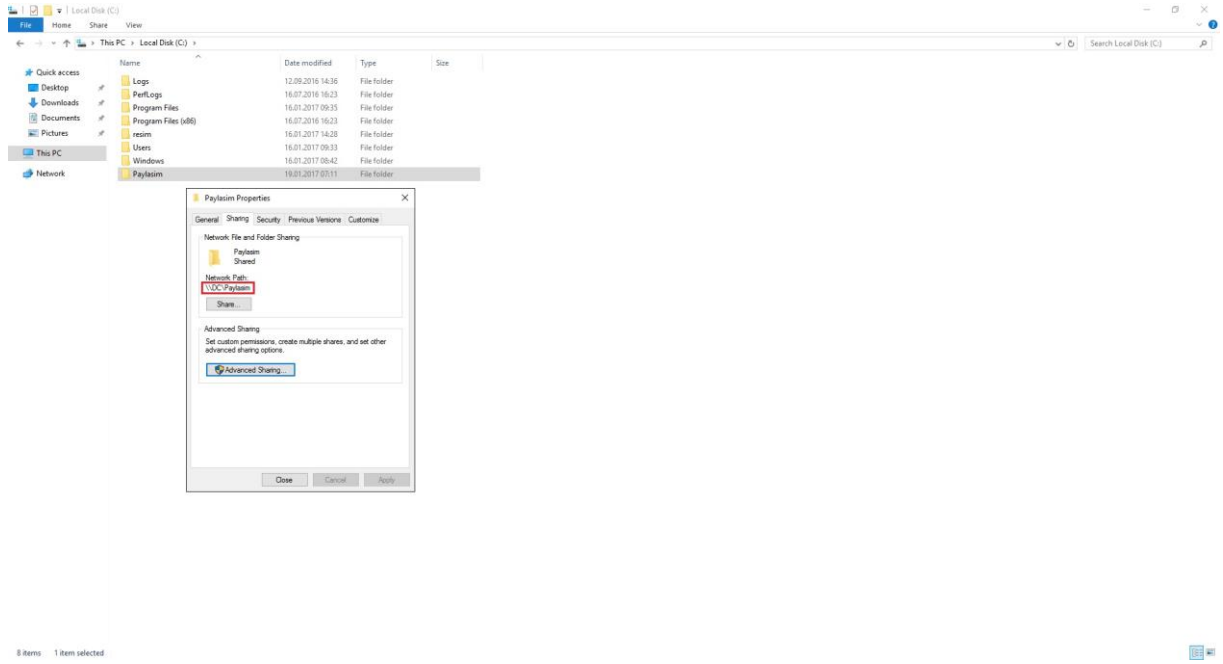 Local Disk (C:)
File Home Share View
This PC Local Disk (C:)
Search Local Disk (C:)
Name Date modified Type Size
Quick access
Desktop
Downloads
Documents
Pictures
This PC
Network
Logs 12.09.2016 14:36 File folder
PerfLogs 16.07.2016 16:23 File folder
Program Files 16.01.2017 09:35 File folder
Program Files (x86) 16.07.2016 16:23 File folder
resim 16.01.2017 14:28 File folder
Users 16.01.2017 09:33 File folder
Windows 16.01.2017 08:42 File folder
Paylasim 19.01.2017 07:11 File folder
Paylasim Properties
General Sharing Security Previous Versions Customize
Network File and Folder Sharing
Paylasim
Shared
Network Path:
\\DC\Paylasim
Share...
Advanced Sharing
Set custom permissions, create multiple shares, and set other
advanced sharing options.
Advanced Sharing...
Close Cancel Apply
8 items 1 item selected